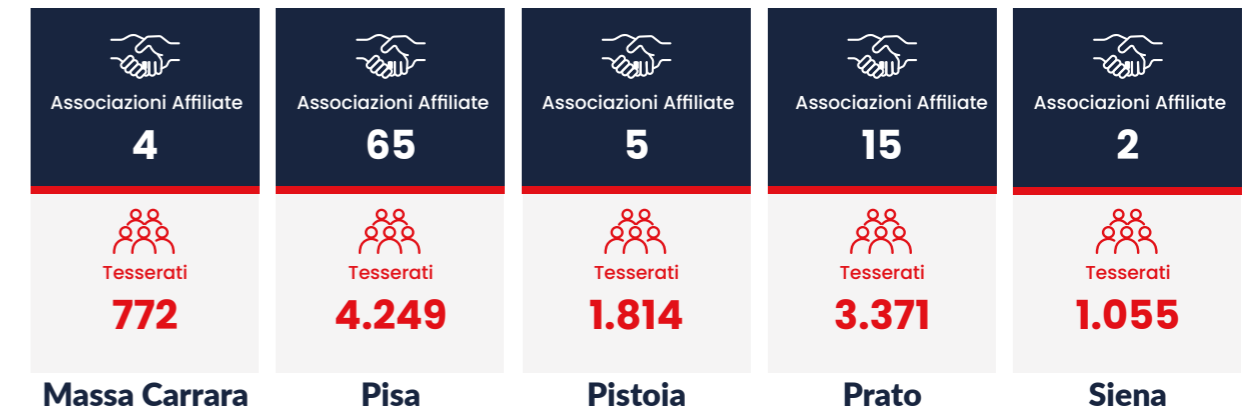 Associazioni Affiliate
4
Tesserati
772
Massa Carrara
Associazioni Affiliate
65
Tesserati
4.249
Pisa
Associazioni Affiliate
5
Tesserati
1.814
Pistoia
Associazioni Affiliate
15
Tesserati
3.371
Prato
Associazioni Affiliate
2
Tesserati
1.055
Siena